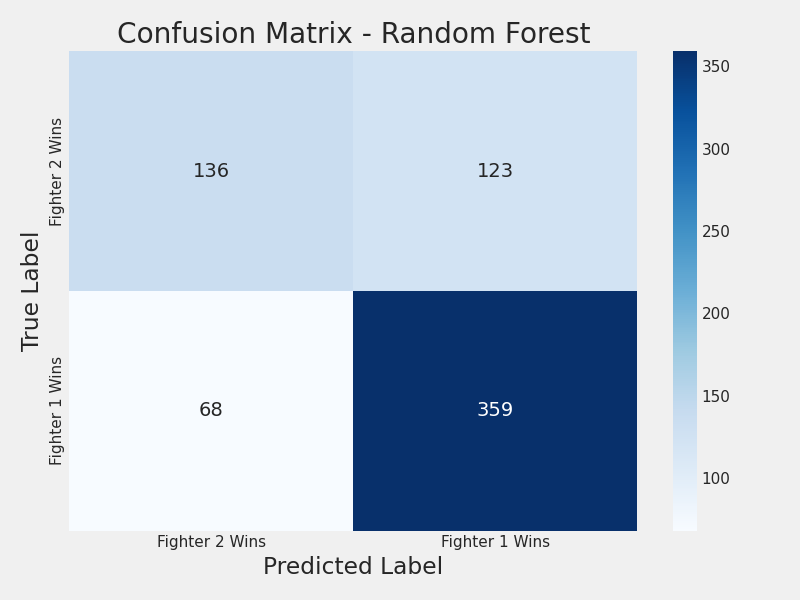 Confusion Matrix - Random Forest
True Label
Fighter 2 Wins
Fighter 1 Wins
136
123
68
359
Fighter 2 Wins
Fighter 1 Wins
Predicted Label
350
300
250
200
150
100